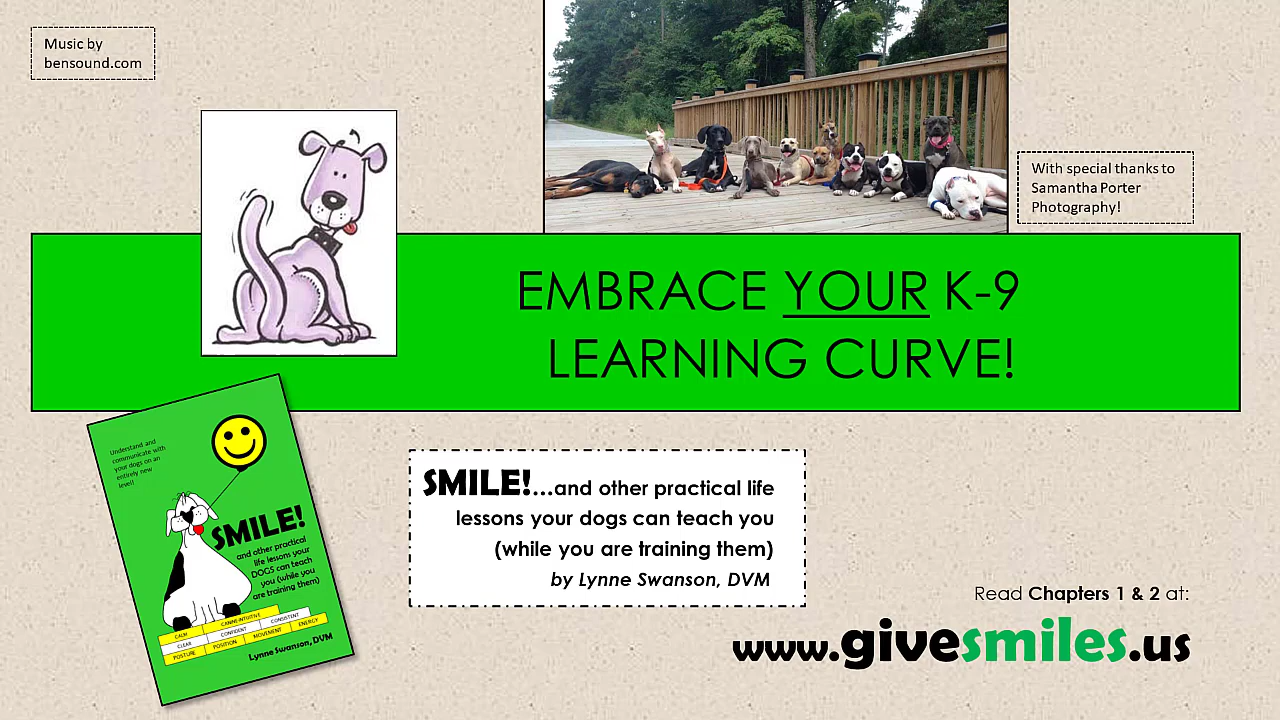 Music by
bensound.com
With special thanks to
Samantha Porter
Photography!
EMBRACE YOUR K-9
LEARNING CURVE!
Understand and
communicate with
your dogs on an
entirely new
level!
SMILE!
and other practical
life lessons your
DOGS can teach
you (while you
are training them)
CALM CANINE-INTUITIVE CONSISTENT
CLEAR CONFIDENT MOVEMENT ENERGY
POSTURE POSITION
Lynne Swanson, DVM
SMILE!...and other practical life
lessons your dogs can teach you
(while you are training them)
by Lynne Swanson, DVM
Read Chapters 1 & 2 at:
www.givesmiles.us